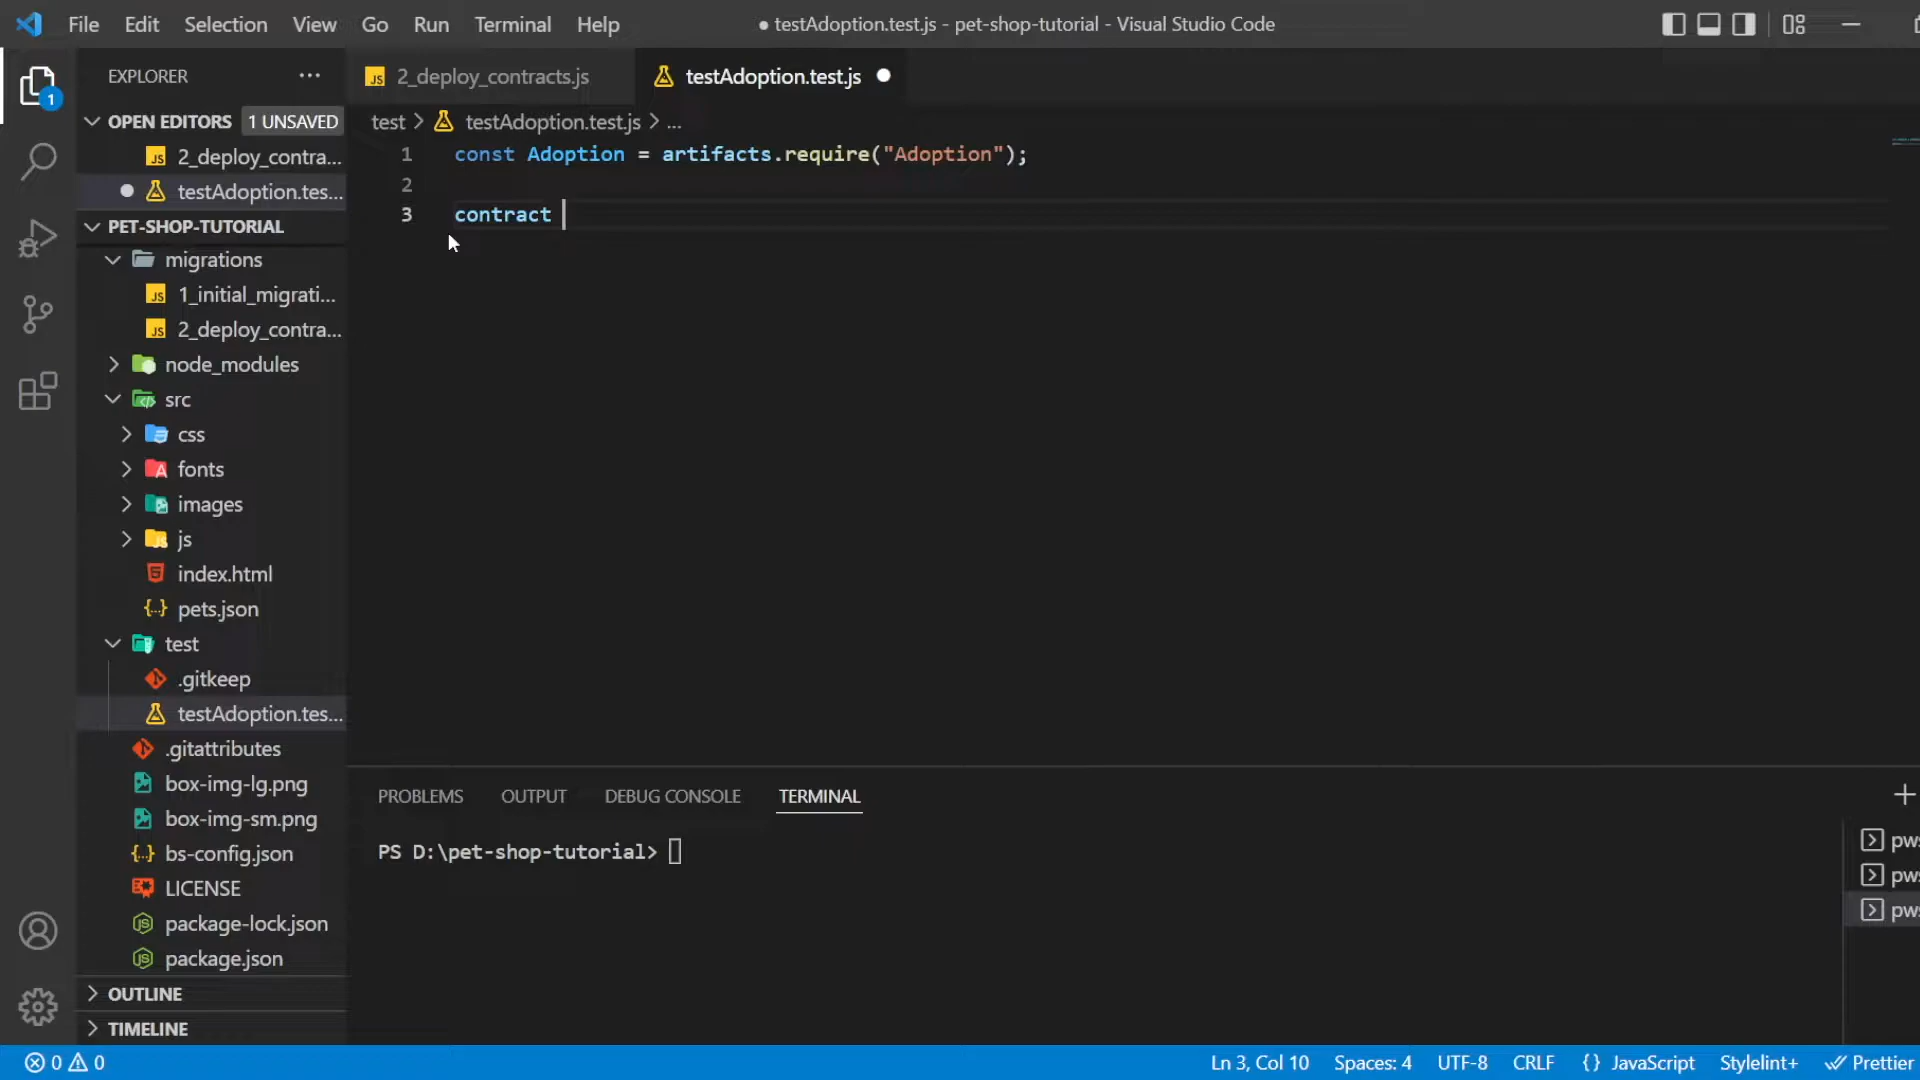 File Edit Selection View Go Run Terminal Help
● testAdoption.test.js - pet-shop-tutorial - Visual Studio Code
EXPLORER ...
2_deploy_contracts.js
testAdoption.test.js
OPEN EDITORS 1 UNSAVED
2_deploy_contra...
testAdoption.tes...
PET-SHOP-TUTORIAL
migrations
1_initial_migrati...
2_deploy_contra...
node_modules
src
css
fonts
images
js
index.html
pets.json
test
.gitkeep
testAdoption.tes...
.gitattributes
box-img-lg.png
box-img-sm.png
bs-config.json
LICENSE
package-lock.json
package.json
OUTLINE
TIMELINE
test > testAdoption.test.js > ...
1 const Adoption = artifacts.require("Adoption");
2
3 contract
PROBLEMS OUTPUT DEBUG CONSOLE TERMINAL
PS D:\pet-shop-tutorial>
pws
pws
pws
1
0 0
Ln 3, Col 10 Spaces: 4 UTF-8 CRLF {} JavaScript Stylelint+ Prettier